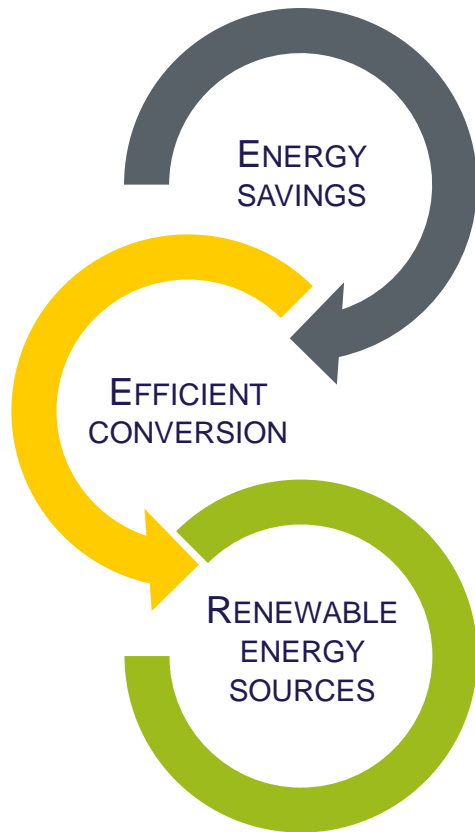 ENERGY
SAVINGS
EFFICIENT
CONVERSION
RENEWABLE
ENERGY
SOURCES